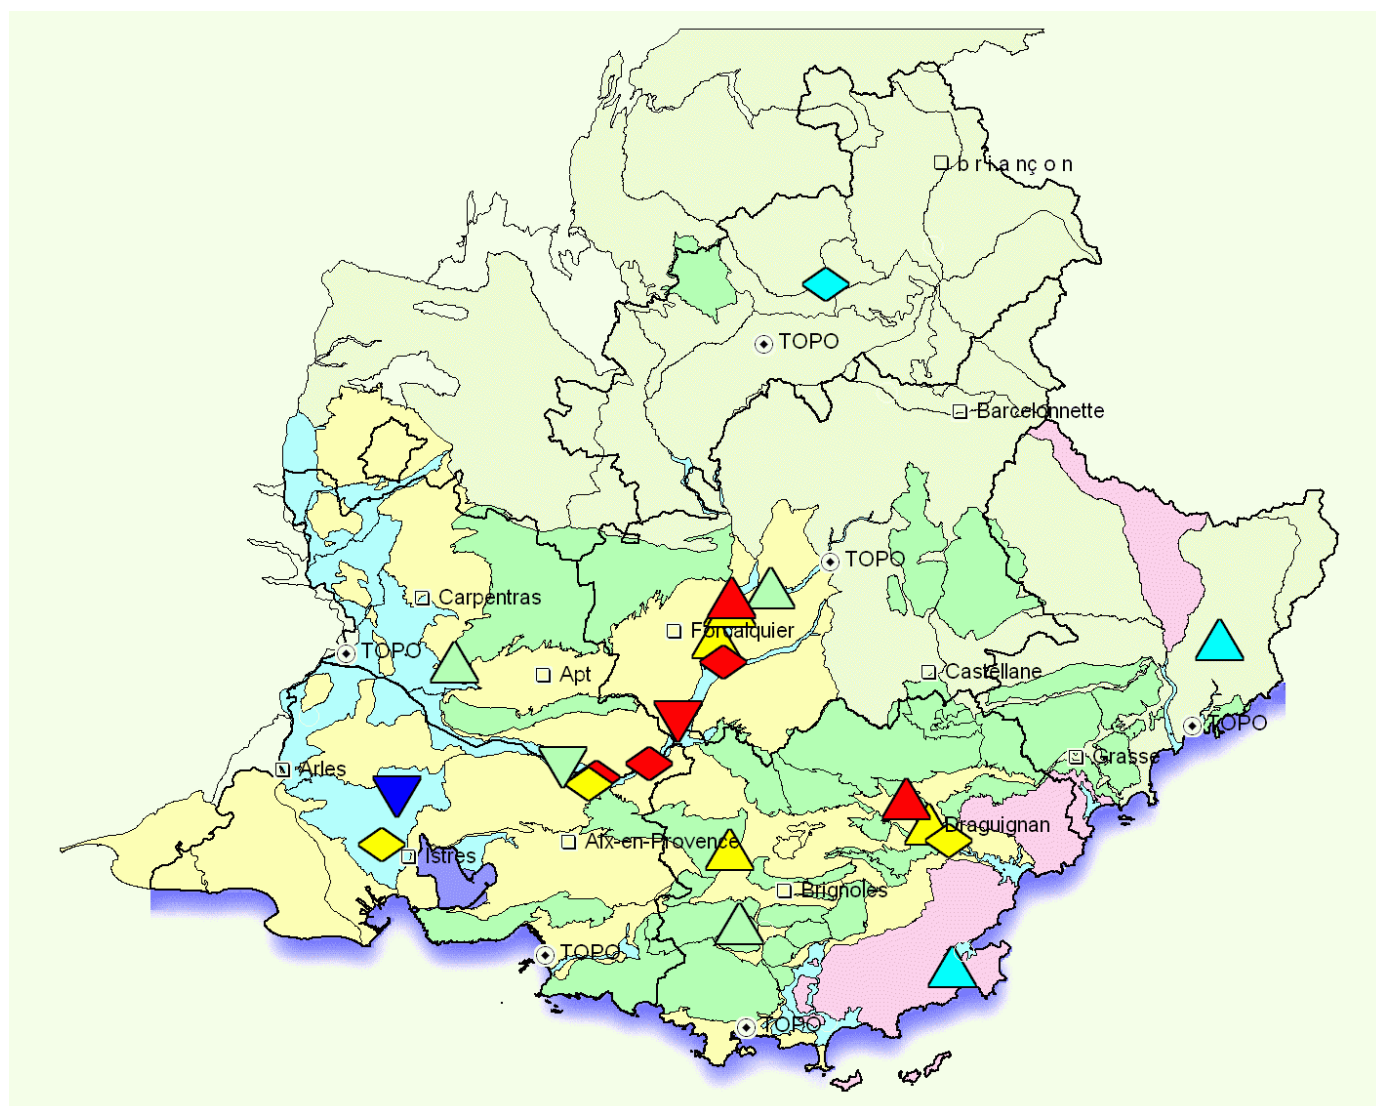 b r i a nç o n
TOPO
Barcelonnette
TOPO
Carpentras
Forcalquier
TOPO
Apt
Castellane
TOPO
Grasse
Arles
Draguignan
Aix-en-Provence
Istres
Brignoles
TOPO
TOPO